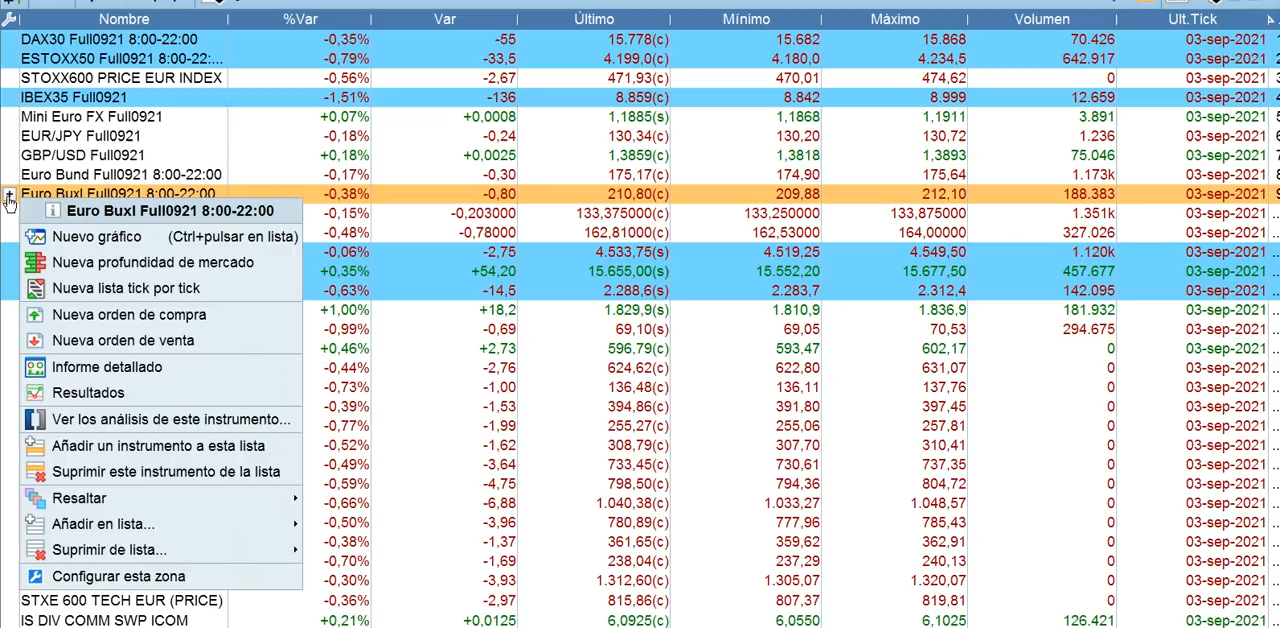 Nombre %Var Var Último Mínimo Máximo Volumen Ult.Tick
DAX30 Full0921 8:00-22:00 -0,35% -55 15.778(c) 15.682 15.868 70.426 03-sep-2021
ESTOXX50 Full0921 8:00-22:... -0,79% -33,5 4.199,0(c) 4.180,0 4.234,5 642.917 03-sep-2021
STOXX600 PRICE EUR INDEX -0,56% -2,67 471,93(c) 470,01 474,62 0 03-sep-2021
IBEX35 Full0921 -1,51% -136 8.859(c) 8.842 8.999 12.659 03-sep-2021
Mini Euro FX Full0921 +0,07% +0,0008 1,1885(s) 1,1868 1,1911 3.891 03-sep-2021
EUR/JPY Full0921 -0,18% -0,24 130,34(c) 130,20 130,72 1.236 03-sep-2021
GBP/USD Full0921 +0,18% +0,0025 1,3859(c) 1,3818 1,3893 75.046 03-sep-2021
Euro Bund Full0921 8:00-22:00 -0,17% -0,30 175,17(c) 174,90 175,64 1.173k 03-sep-2021
Euro Buxl Full0921 8:00-22:00 -0,38% -0,80 210,80(c) 209,88 212,10 188.383 03-sep-2021
Euro Buxl Full0921 8:00-22:00 -0,15% -0,203000 133,375000(c) 133,250000 133,875000 1.351k 03-sep-2021
Nuevo gráfico (Ctrl+pulsar en lista) -0,48% -0,78000 162,81000(c) 162,53000 164,00000 327.026 03-sep-2021
-0,06% -2,75 4.533,75(s) 4.519,25 4.549,50 1.120k 03-sep-2021
Nueva profundidad de mercado +0,35% +54,20 15.655,00(s) 15.552,20 15.677,50 457.677 03-sep-2021
Nueva lista tick por tick -0,63% -14,5 2.288,6(s) 2.283,7 2.312,4 142.095 03-sep-2021
Nueva orden de compra +1,00% +18,2 1.829,9(s) 1.810,9 1.836,9 181.932 03-sep-2021
Nueva orden de venta -0,99% -0,69 69,10(s) 69,05 70,53 294.675 03-sep-2021
+0,46% +2,73 596,79(c) 593,47 602,17 0 03-sep-2021
Informe detallado -0,44% -2,76 624,62(c) 622,80 631,07 0 03-sep-2021
Resultados -0,73% -1,00 136,48(c) 136,11 137,76 0 03-sep-2021
-0,39% -1,53 394,86(c) 391,80 397,45 0 03-sep-2021
Ver los análisis de este instrumento... -0,77% -1,99 255,27(c) 255,06 257,81 0 03-sep-2021
Añadir un instrumento a esta lista -0,52% -1,62 308,79(c) 307,70 310,41 0 03-sep-2021
Suprimir este instrumento de la lista -0,49% -3,64 733,45(c) 730,61 737,35 0 03-sep-2021
-0,59% -4,75 798,50(c) 794,36 804,72 0 03-sep-2021
Resaltar -0,66% -6,88 1.040,38(c) 1.033,27 1.048,57 0 03-sep-2021
Añadir en lista... -0,50% -3,96 780,89(c) 777,96 785,43 0 03-sep-2021
Suprimir de lista... -0,38% -1,37 361,65(c) 359,62 362,91 0 03-sep-2021
-0,70% -1,69 238,04(c) 237,29 240,13 0 03-sep-2021
Configurar esta zona -0,30% -3,93 1.312,60(c) 1.305,07 1.320,07 0 03-sep-2021
STXE 600 TECH EUR (PRICE) -0,36% -2,97 815,86(c) 807,37 819,81 0 03-sep-2021
IS DIV COMM SWP ICOM +0,21% +0,0125 6,0925(c) 6,0550 6,1025 126.421 03-sep-2021